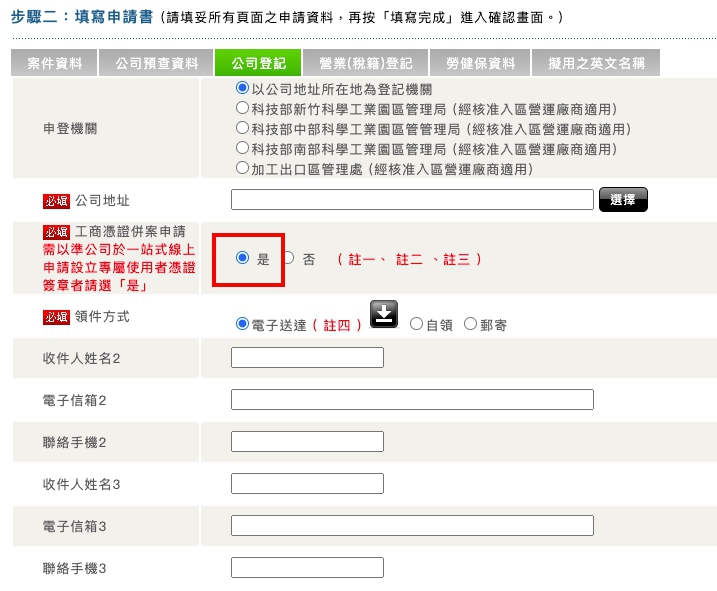 步驟二：填寫申請書 (請填妥所有頁面之申請資料，再按「填寫完成」進入確認畫面。)
案件資料 公司預查資料 公司登記 營業(稅籍)登記 勞健保資料 擬用之英文名稱
申登機關
以公司地址所在地為登記機關
科技部新竹科學工業園區管理局 (經核准入區營運廠商適用)
科技部中部科學工業園區管管理局 (經核准入區營運廠商適用)
科技部南部科學工業園區管理局 (經核准入區營運廠商適用)
加工出口區管理處 (經核准入區營運廠商適用)
必填 公司地址 選擇
必填 工商憑證併案申請
需以準公司於一站式線上
申請設立專屬使用者憑證
簽章者請選「是」
是 否 ( 註一、 註二 、註三 )
必填 領件方式
電子送達 ( 註四 ) 自領 郵寄
收件人姓名2
電子信箱2
聯絡手機2
收件人姓名3
電子信箱3
聯絡手機3